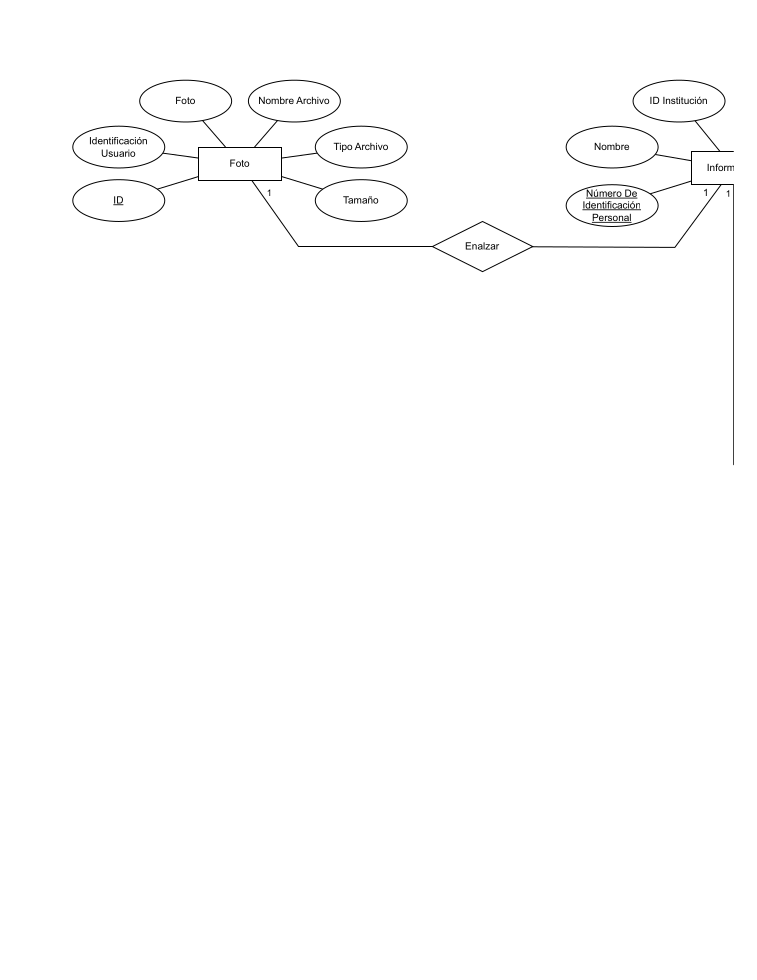 Foto
Nombre Archivo
ID Institución
Identificación
Usuario
Tipo Archivo
Nombre
Foto
Inform
ID
Tamaño
Número De
Identificación
Personal
1
1
1
Enalzar